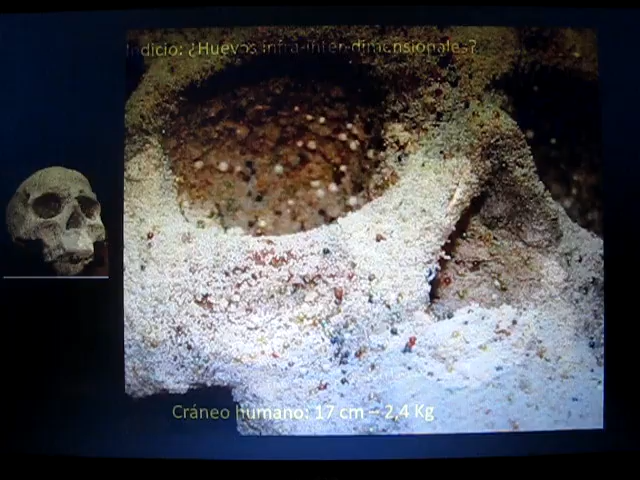 Indicio: ¿Huevos infra-inter-dimensionales?
Cráneo humano: 17 cm – 2,4 Kg